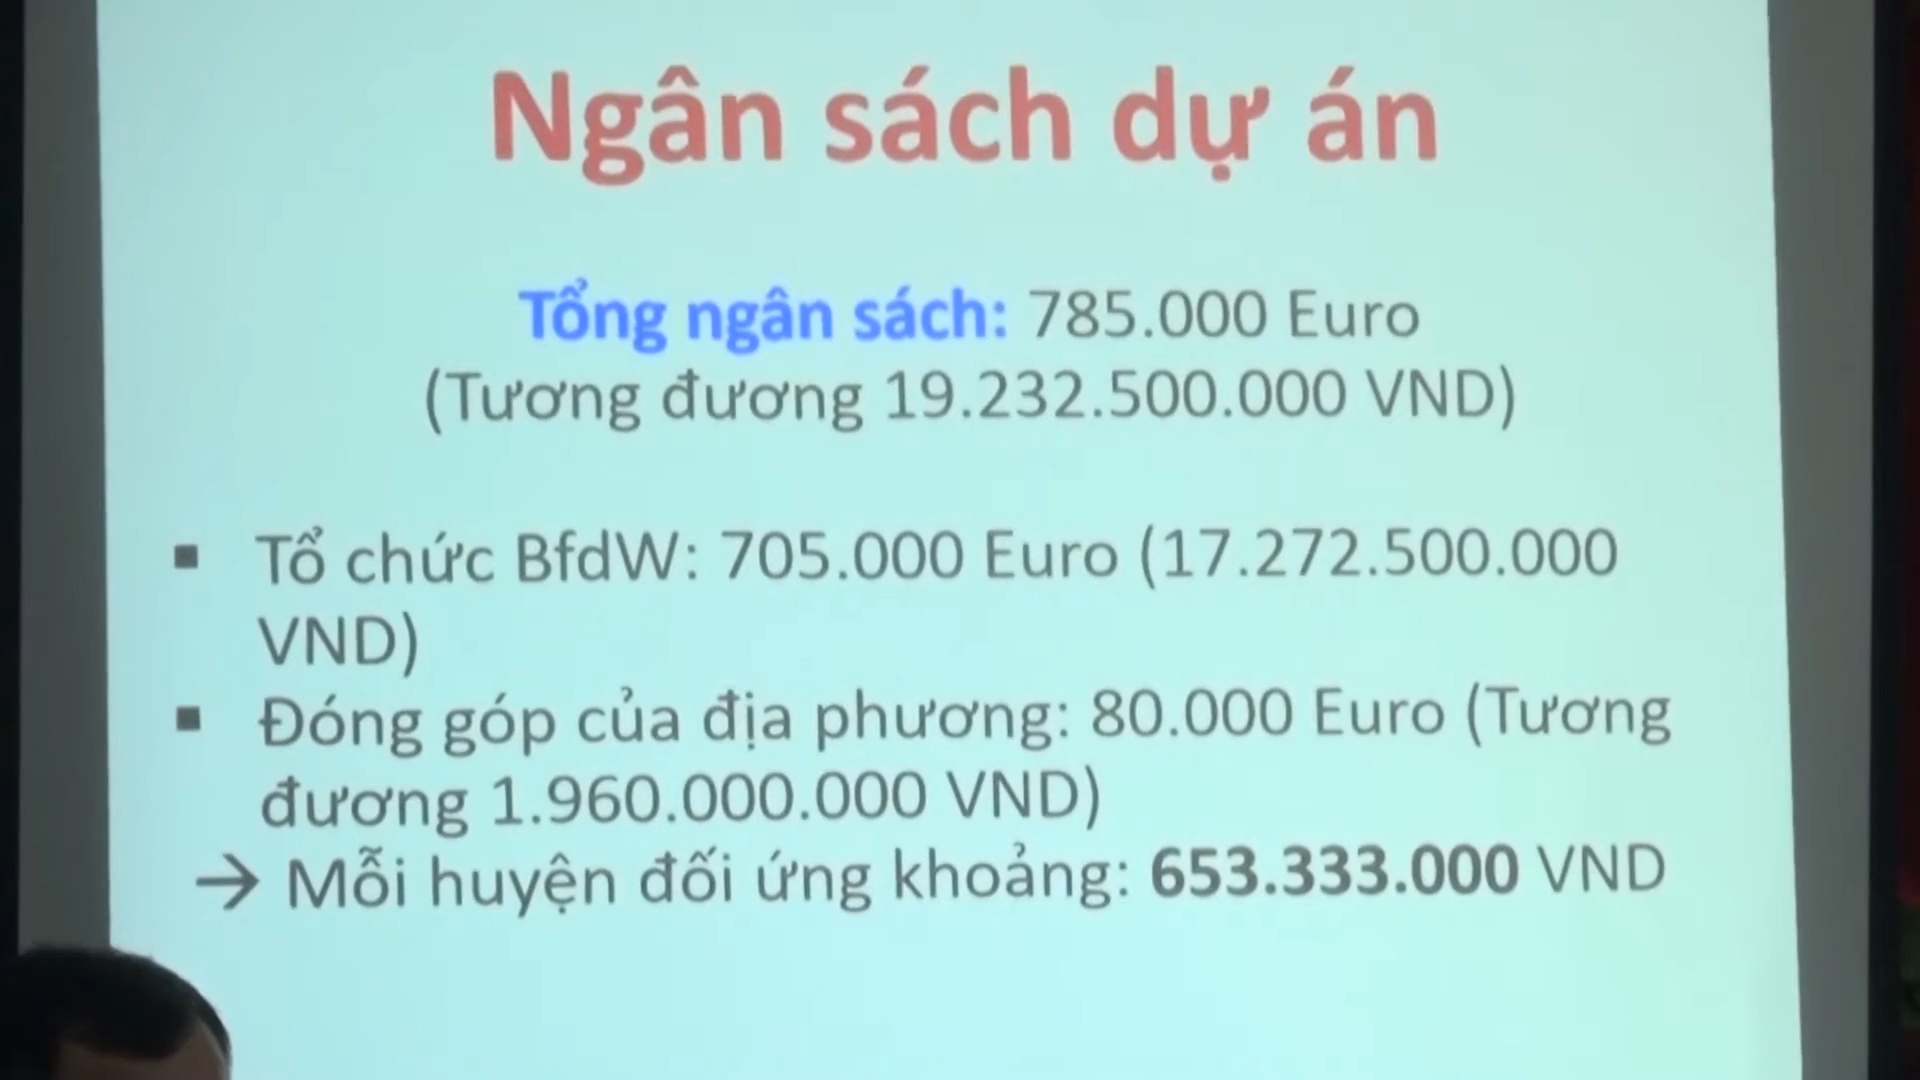 Ngân sách dự án
Tổng ngân sách: 785.000 Euro
(Tương đương 19.232.500.000 VND)
▪ Tổ chức BfdW: 705.000 Euro (17.272.500.000
VND)
▪ Đóng góp của địa phương: 80.000 Euro (Tương
đương 1.960.000.000 VND)
→ Mỗi huyện đối ứng khoảng: 653.333.000 VND